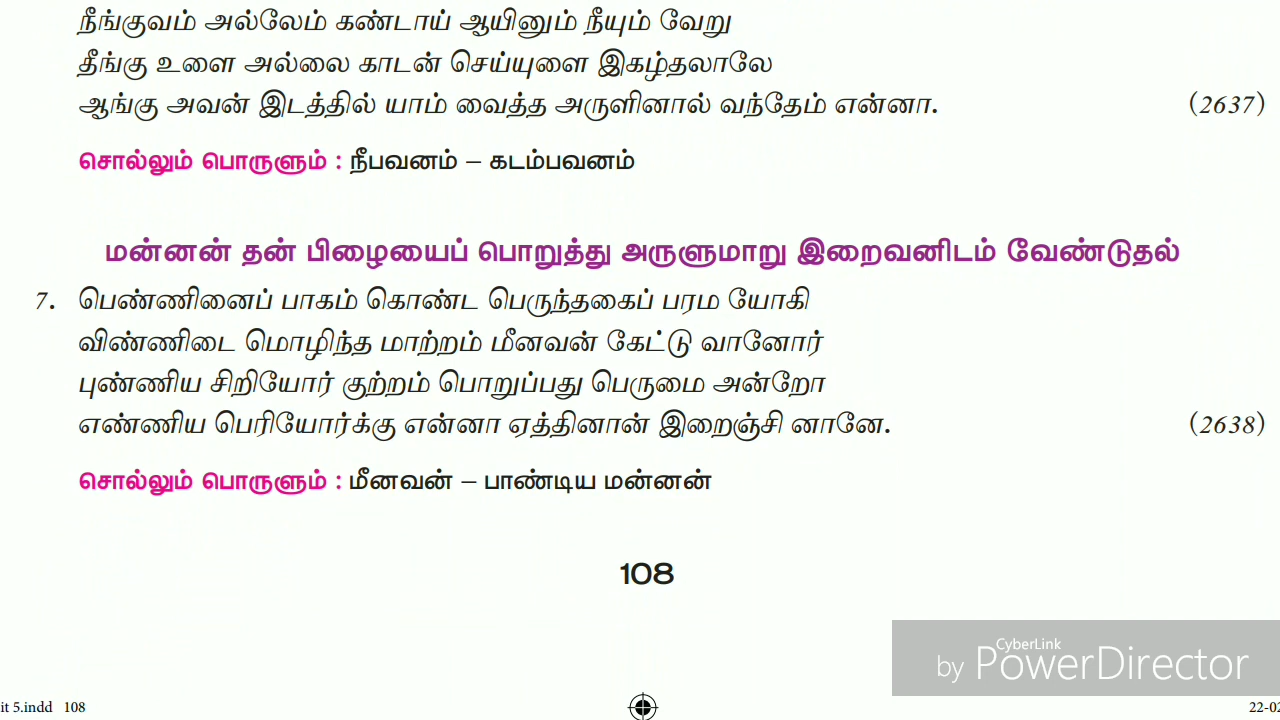 நீங்குவம் அல்லேம் கண்டாய் ஆயினும் நீயும் வேறு
தீங்கு உளை அல்லை காடன் செய்யுளை இகழ்தலாலே
ஆங்கு அவன் இடத்தில் யாம் வைத்த அருளினால் வந்தேம் என்னா. (2637)
சொல்லும் பொருளும் : நீபவனம் – கடம்பவனம்
மன்னன் தன் பிழையைப் பொறுத்து அருளுமாறு இறைவனிடம் வேண்டுதல்
7. பெண்ணினைப் பாகம் கொண்ட பெருந்தகைப் பரம யோகி
விண்ணிடை மொழிந்த மாற்றம் மீனவன் கேட்டு வானோர்
புண்ணிய சிறியோர் குற்றம் பொறுப்பது பெருமை அன்றோ
எண்ணிய பெரியோர்க்கு என்னா ஏத்தினான் இறைஞ்சி னானே. (2638)
சொல்லும் பொருளும் : மீனவன் – பாண்டிய மன்னன்
108
CyberLink
by PowerDirector
it 5.indd 108 22-02